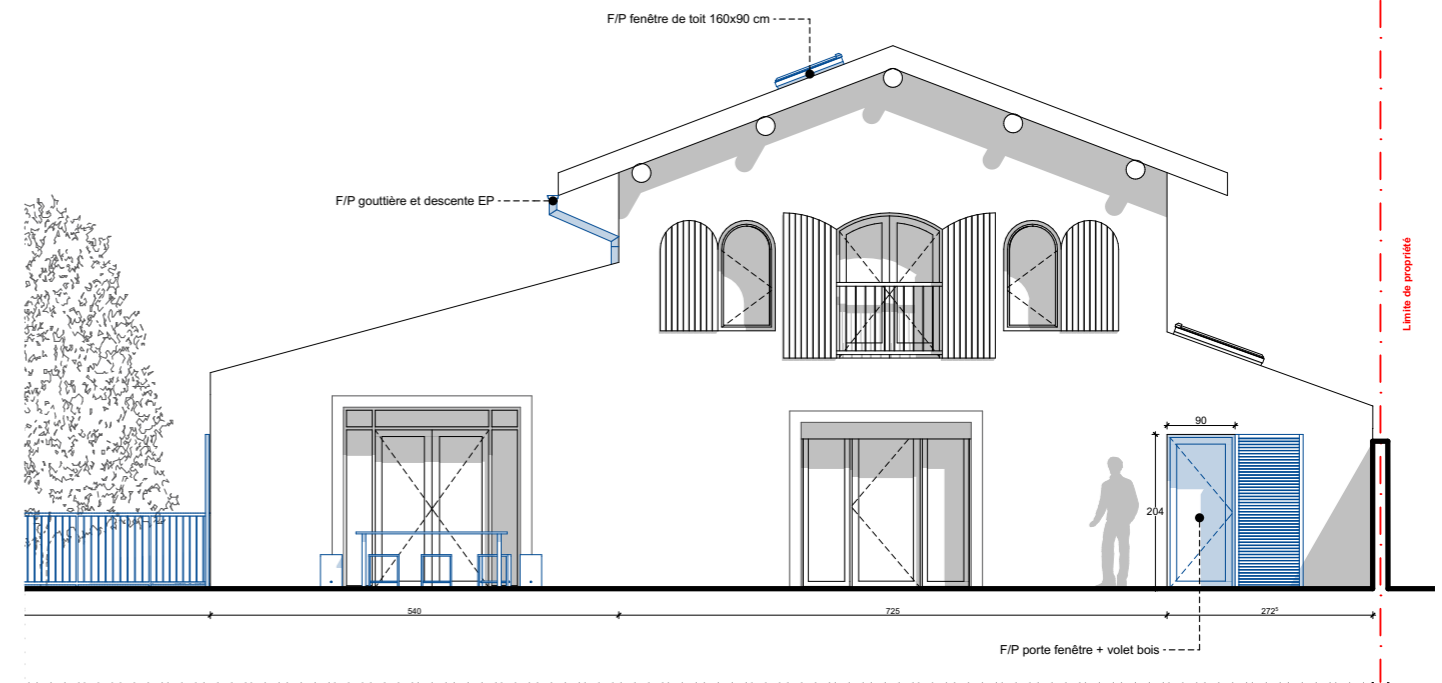 F/P fenêtre de toit 160x90 cm
F/P gouttière et descente EP
Limite de propriété
90
204
540
725
272⁵
F/P porte fenêtre + volet bois